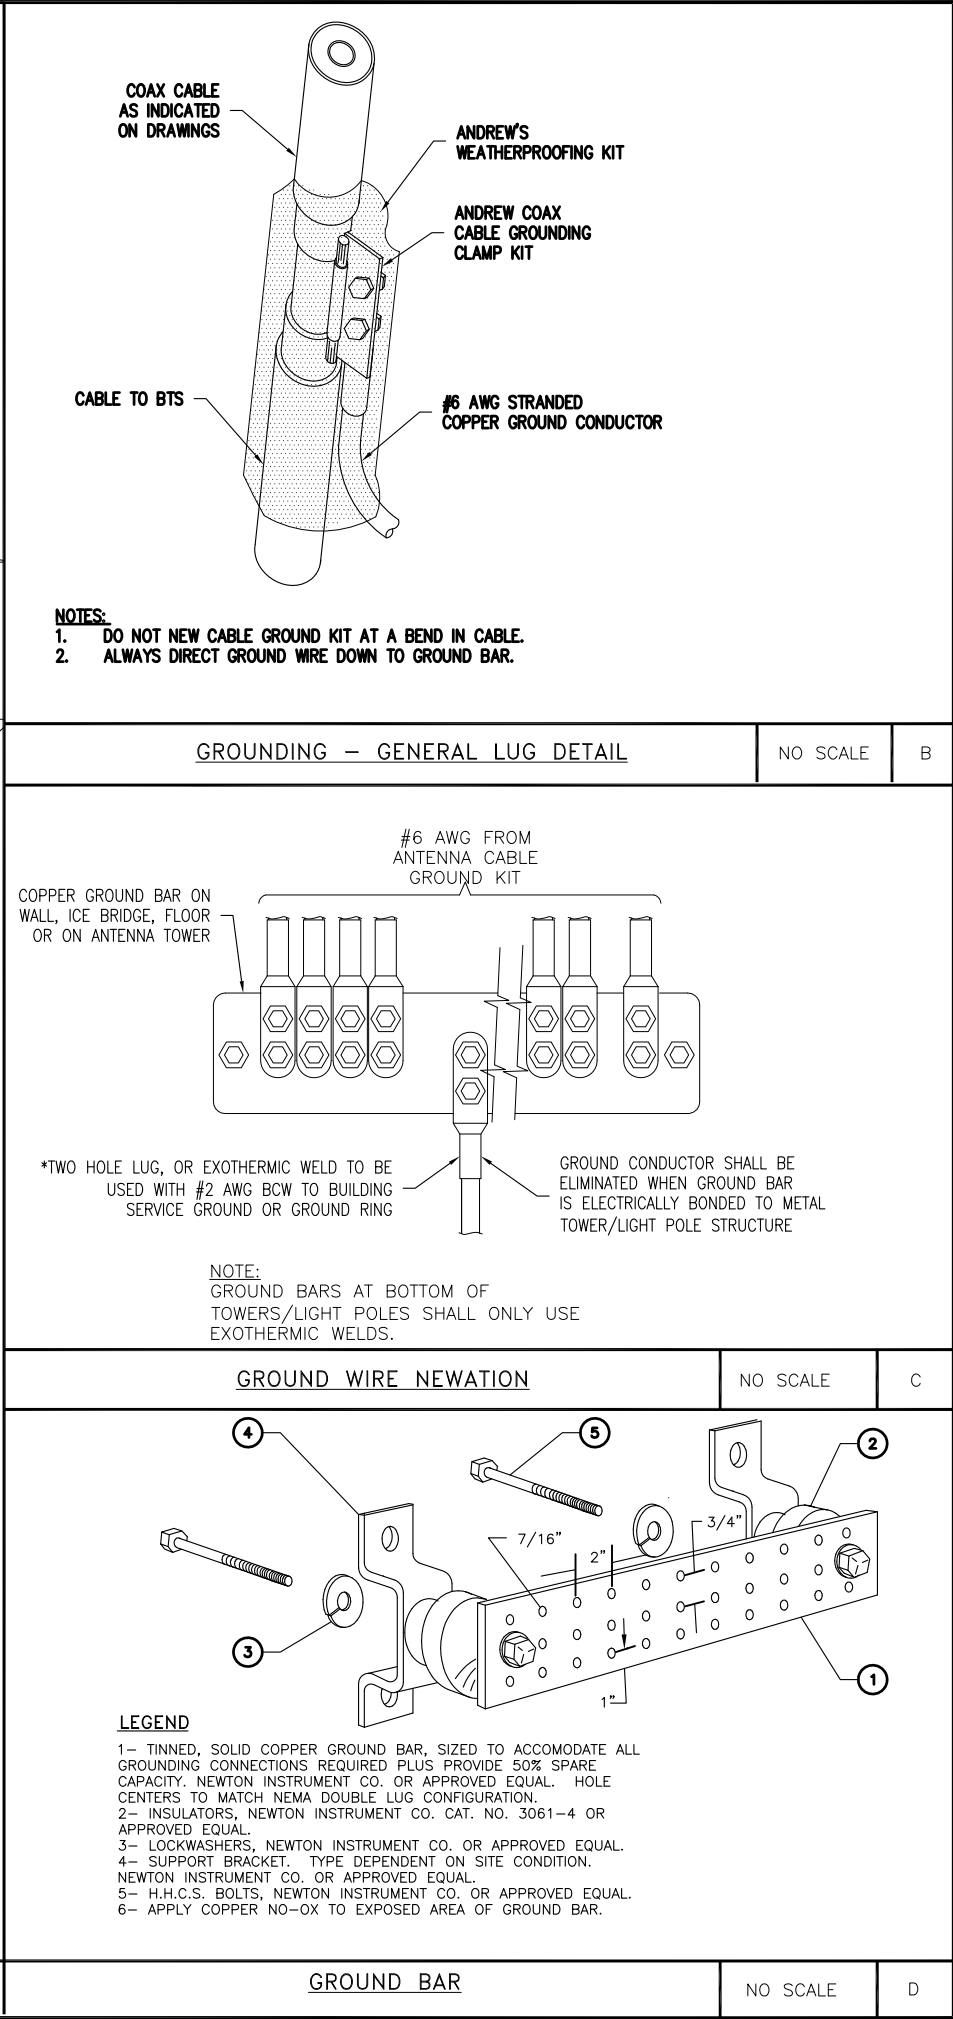 COAX CABLE
AS INDICATED
ON DRAWINGS
ANDREW'S
WEATHERPROOFING KIT
ANDREW COAX
CABLE GROUNDING
CLAMP KIT
CABLE TO BTS
#6 AWG STRANDED
COPPER GROUND CONDUCTOR
NOTES:
1. DO NOT NEW CABLE GROUND KIT AT A BEND IN CABLE.
2. ALWAYS DIRECT GROUND WIRE DOWN TO GROUND BAR.
GROUNDING - GENERAL LUG DETAIL
NO SCALE
B
#6 AWG FROM
ANTENNA CABLE
GROUND KIT
COPPER GROUND BAR ON
WALL, ICE BRIDGE, FLOOR
OR ON ANTENNA TOWER
*TWO HOLE LUG, OR EXOTHERMIC WELD TO BE
USED WITH #2 AWG BCW TO BUILDING
SERVICE GROUND OR GROUND RING
GROUND CONDUCTOR SHALL BE
ELIMINATED WHEN GROUND BAR
IS ELECTRICALLY BONDED TO METAL
TOWER/LIGHT POLE STRUCTURE
NOTE:
GROUND BARS AT BOTTOM OF
TOWERS/LIGHT POLES SHALL ONLY USE
EXOTHERMIC WELDS.
GROUND WIRE NEWATION
NO SCALE
C
4
5
2
7/16"
2"
3/4"
3
1"
1
LEGEND
1- TINNED, SOLID COPPER GROUND BAR, SIZED TO ACCOMODATE ALL
GROUNDING CONNECTIONS REQUIRED PLUS PROVIDE 50% SPARE
CAPACITY. NEWTON INSTRUMENT CO. OR APPROVED EQUAL. HOLE
CENTERS TO MATCH NEMA DOUBLE LUG CONFIGURATION.
2- INSULATORS, NEWTON INSTRUMENT CO. CAT. NO. 3061-4 OR
APPROVED EQUAL.
3- LOCKWASHERS, NEWTON INSTRUMENT CO. OR APPROVED EQUAL.
4- SUPPORT BRACKET. TYPE DEPENDENT ON SITE CONDITION.
NEWTON INSTRUMENT CO. OR APPROVED EQUAL.
5- H.H.C.S. BOLTS, NEWTON INSTRUMENT CO. OR APPROVED EQUAL.
6- APPLY COPPER NO-OX TO EXPOSED AREA OF GROUND BAR.
GROUND BAR
NO SCALE
D